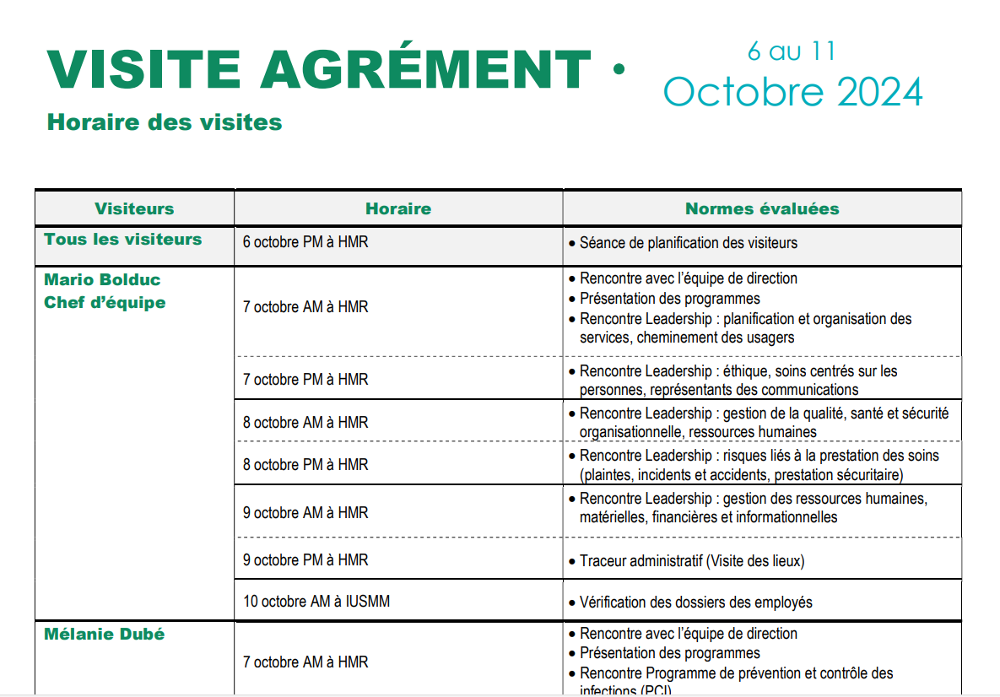 VISITE AGRÉMENT •
6 au 11
Octobre 2024
Horaire des visites
Visiteurs Horaire Normes évaluées
Tous les visiteurs 6 octobre PM à HMR • Séance de planification des visiteurs
Mario Bolduc
Chef d'équipe
7 octobre AM à HMR
• Rencontre avec l'équipe de direction
• Présentation des programmes
• Rencontre Leadership : planification et organisation des
services, cheminement des usagers
7 octobre PM à HMR
• Rencontre Leadership : éthique, soins centrés sur les
personnes, représentants des communications
8 octobre AM à HMR
• Rencontre Leadership : gestion de la qualité, santé et sécurité
organisationnelle, ressources humaines
8 octobre PM à HMR
• Rencontre Leadership : risques liés à la prestation des soins
(plaintes, incidents et accidents, prestation sécuritaire)
9 octobre AM à HMR
• Rencontre Leadership : gestion des ressources humaines,
matérielles, financières et informationnelles
9 octobre PM à HMR • Traceur administratif (Visite des lieux)
10 octobre AM à IUSMM • Vérification des dossiers des employés
Mélanie Dubé
7 octobre AM à HMR
• Rencontre avec l'équipe de direction
• Présentation des programmes
• Rencontre Programme de prévention et contrôle des
infections (PCI)